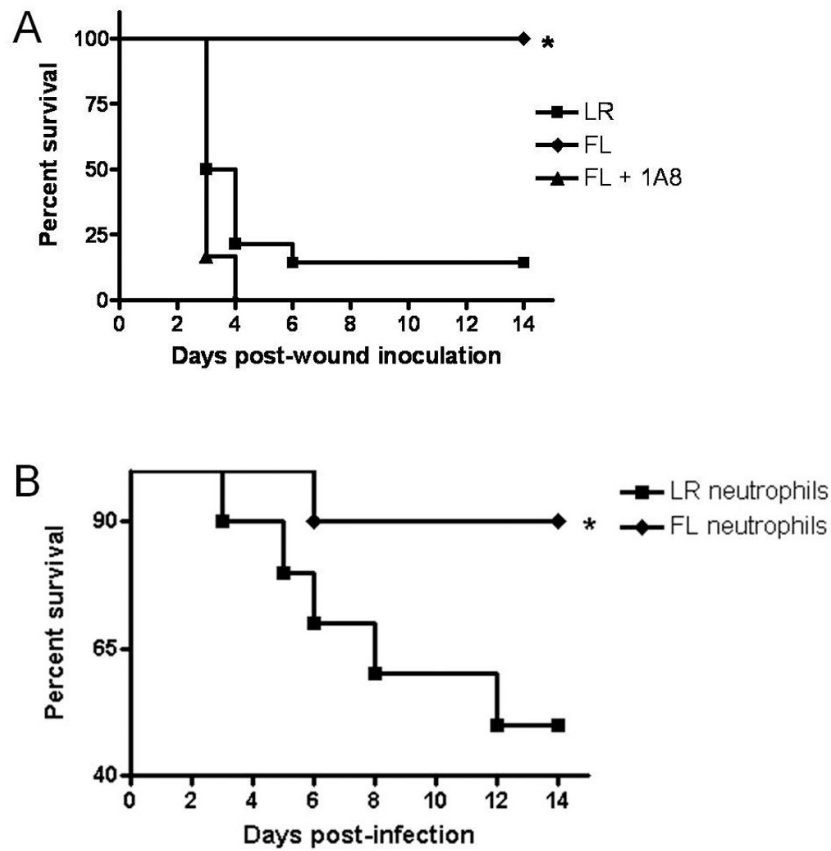 A
Percent survival
100
75
50
25
0
0 2 4 6 8 10 12 14
Days post-wound inoculation
*
LR
FL
FL + 1A8
B
Percent survival
90
65
40
0 2 4 6 8 10 12 14
Days post-infection
*
LR neutrophils
FL neutrophils